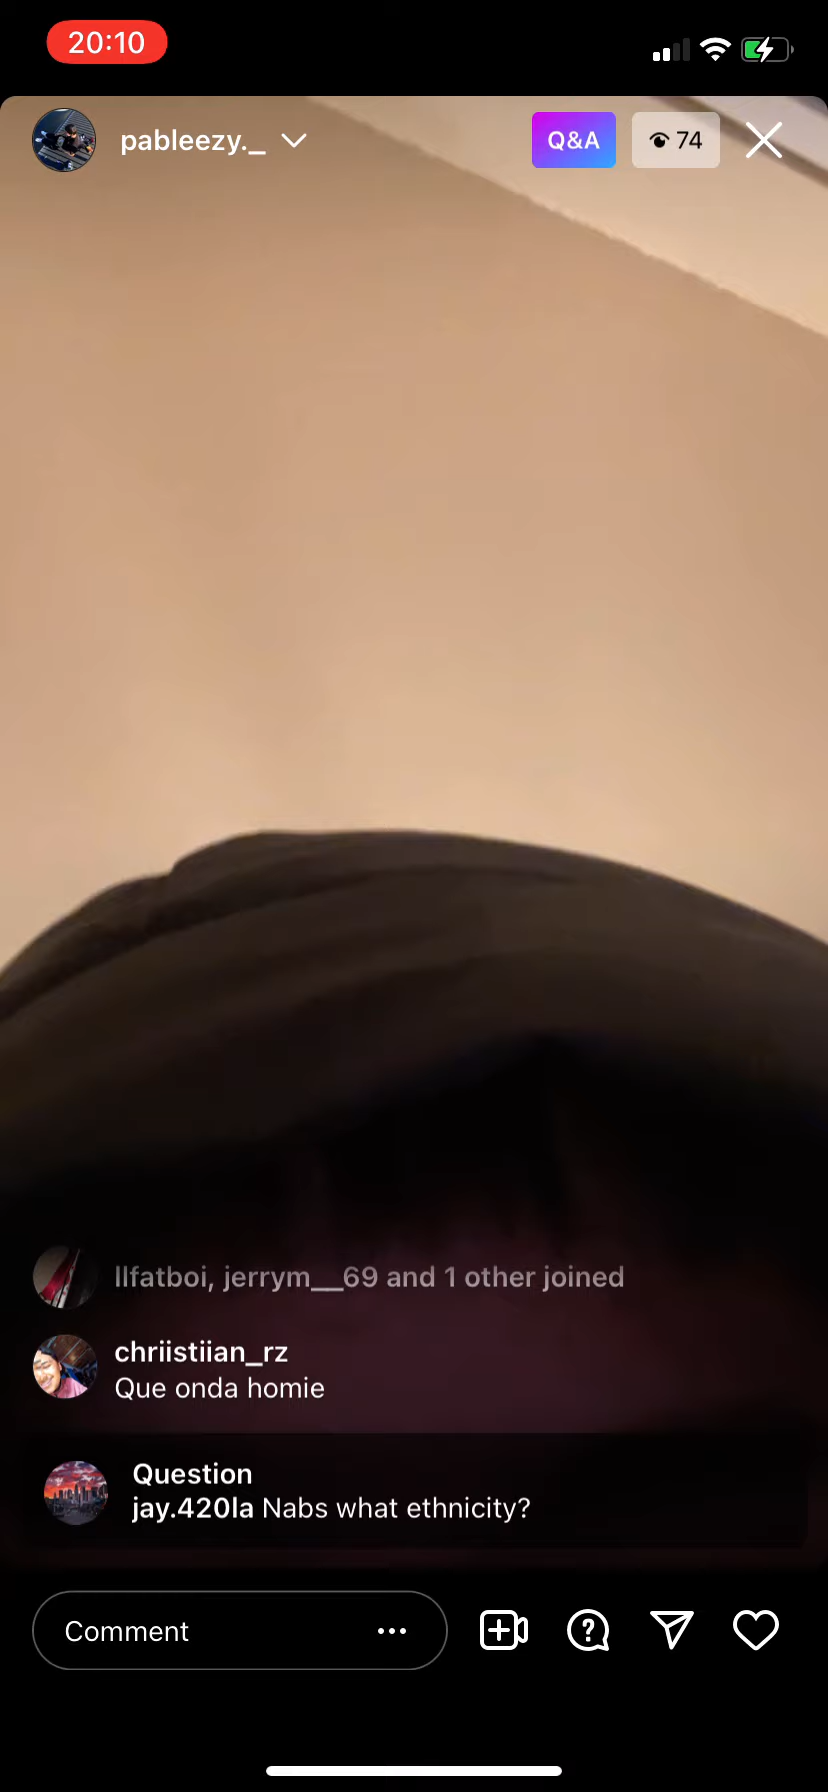 20:10
pableezy._
Q&A
74
llfatboi, jerrym__69 and 1 other joined
chriistiian_rz
Que onda homie
Question
jay.420la Nabs what ethnicity?
Comment